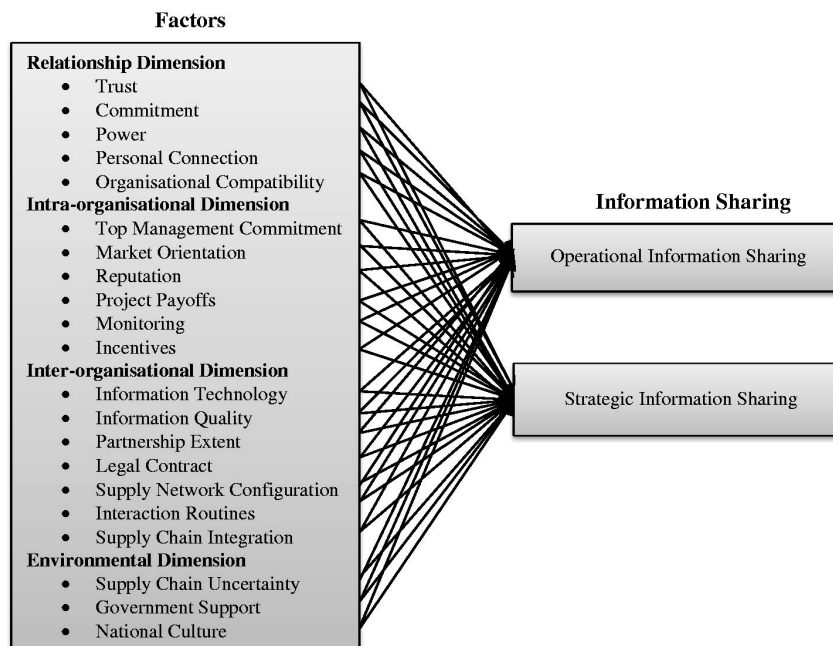 Factors
Relationship Dimension
• Trust
• Commitment
• Power
• Personal Connection
• Organisational Compatibility
Intra-organisational Dimension
• Top Management Commitment
• Market Orientation
• Reputation
• Project Payoffs
• Monitoring
• Incentives
Inter-organisational Dimension
• Information Technology
• Information Quality
• Partnership Extent
• Legal Contract
• Supply Network Configuration
• Interaction Routines
• Supply Chain Integration
Environmental Dimension
• Supply Chain Uncertainty
• Government Support
• National Culture
Information Sharing
Operational Information Sharing
Strategic Information Sharing